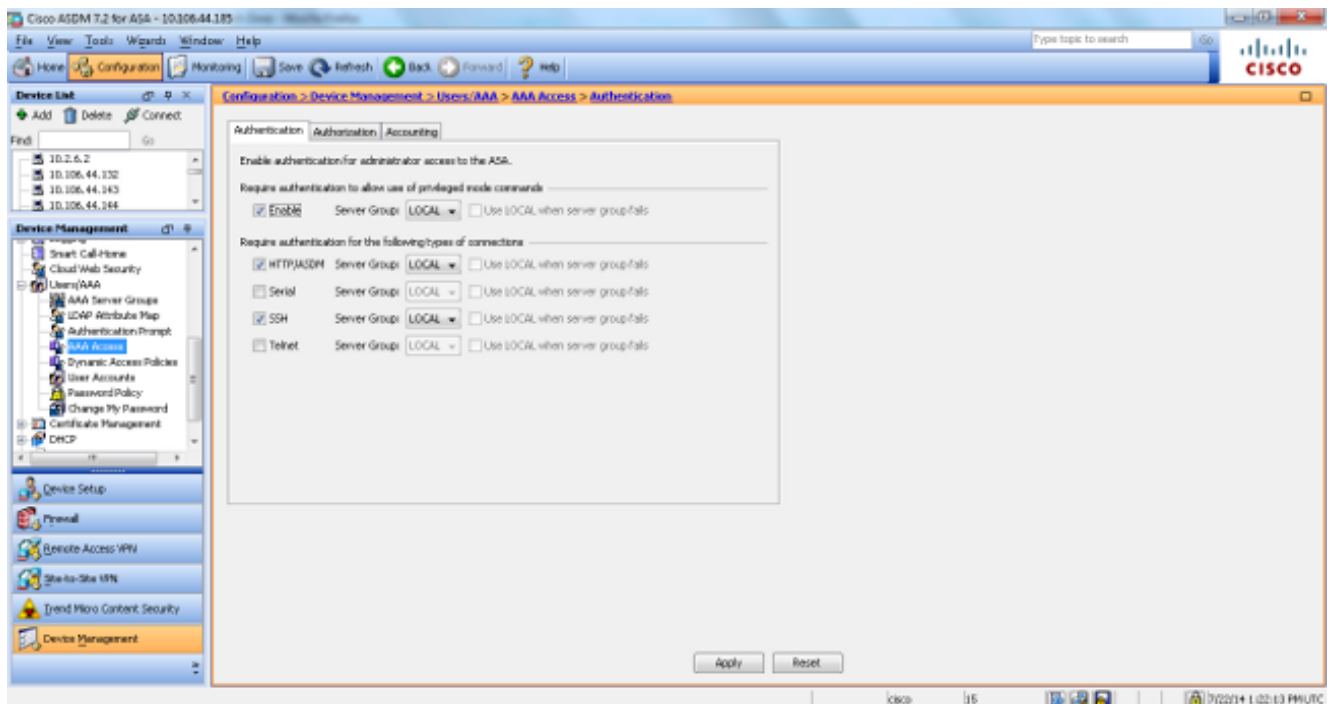 Cisco ASDM 7.2 for ASA - 10.106.44.185
File View Tools Wizards Window Help
Type topic to search Go
Home Configuration Monitoring Save Refresh Back Forward Help
CISCO
Device List
Add Delete Connect
Find: Go
10.2.6.2
10.106.44.132
10.106.44.143
10.106.44.144
Device Management
Smart Call-Home
Cloud Web Security
Users/AAA
AAA Server Groups
LDAP Attribute Map
Authentication Prompt
AAA Access
Dynamic Access Policies
User Accounts
Password Policy
Change My Password
Certificate Management
DHCP
Device Setup
Firewall
Remote Access VPN
Site-to-Site VPN
Trend Micro Content Security
Device Management
Configuration > Device Management > Users/AAA > AAA Access > Authentication
Authentication Authorization Accounting
Enable authentication for administrator access to the ASA.
Require authentication to allow use of privileged mode commands
Enable Server Group: LOCAL Use LOCAL when server group fails
Require authentication for the following types of connections
HTTP/ASDM Server Group: LOCAL Use LOCAL when server group fails
Serial Server Group: LOCAL Use LOCAL when server group fails
SSH Server Group: LOCAL Use LOCAL when server group fails
Telnet Server Group: LOCAL Use LOCAL when server group fails
Apply Reset
cisco 15 7/22/14 1:22:13 PM UTC